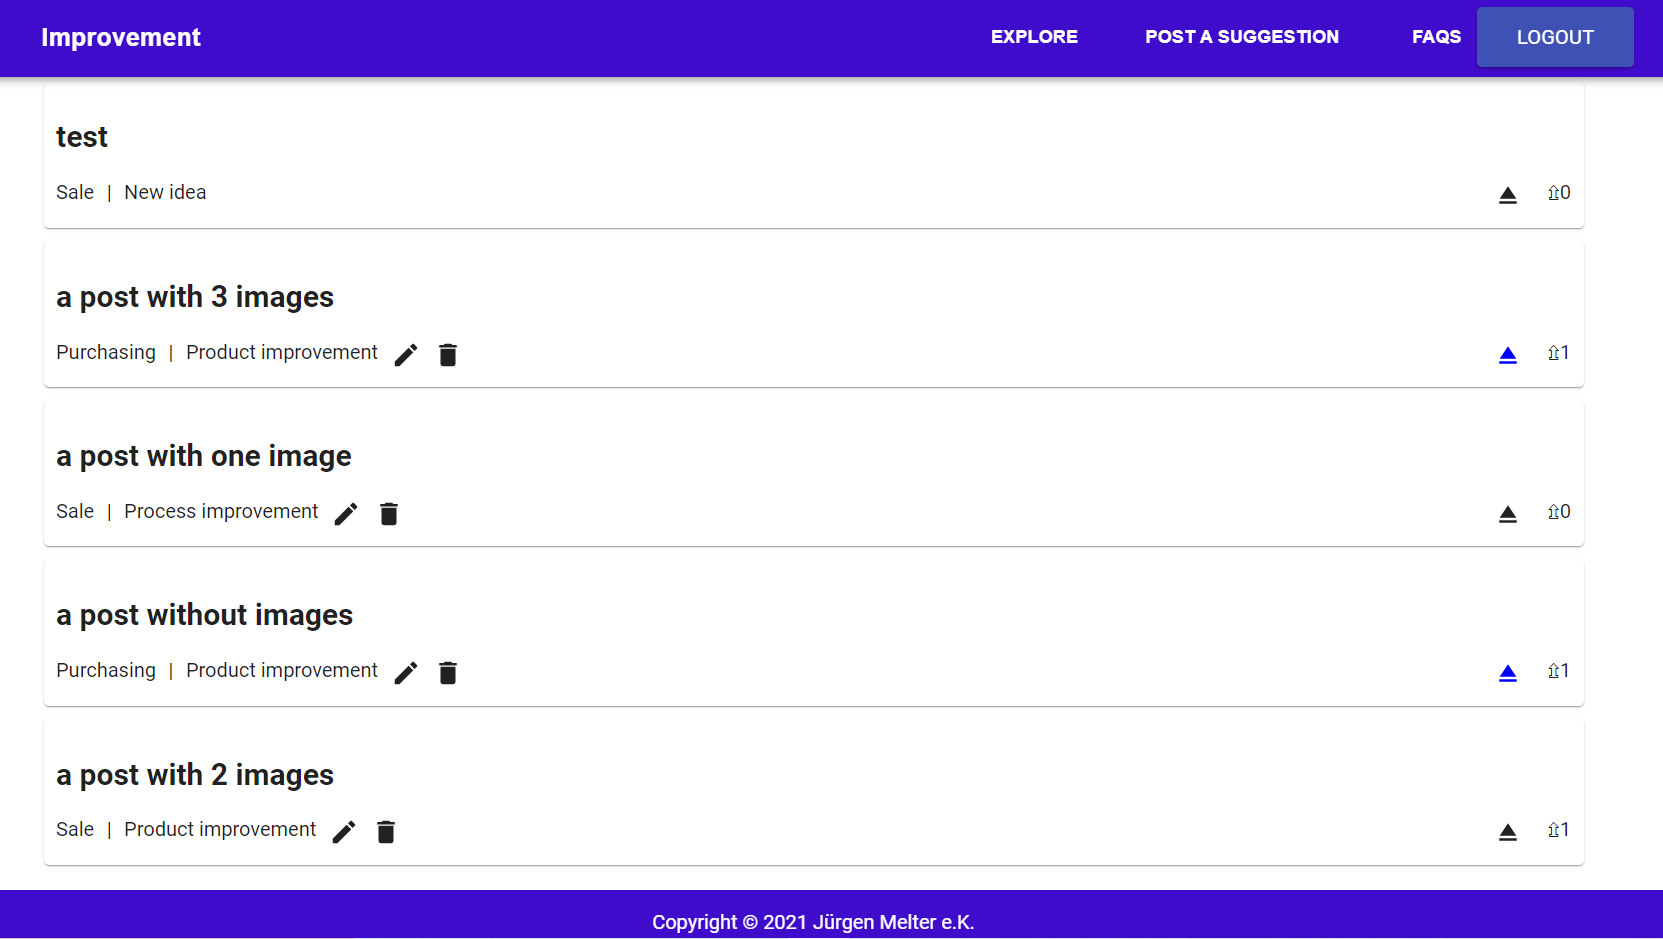 Improvement EXPLORE POST A SUGGESTION FAQS LOGOUT
test
Sale | New idea ⇫0
a post with 3 images
Purchasing | Product improvement ⇫1
a post with one image
Sale | Process improvement ⇫0
a post without images
Purchasing | Product improvement ⇫1
a post with 2 images
Sale | Product improvement ⇫1
Copyright © 2021 Jürgen Melter e.K.